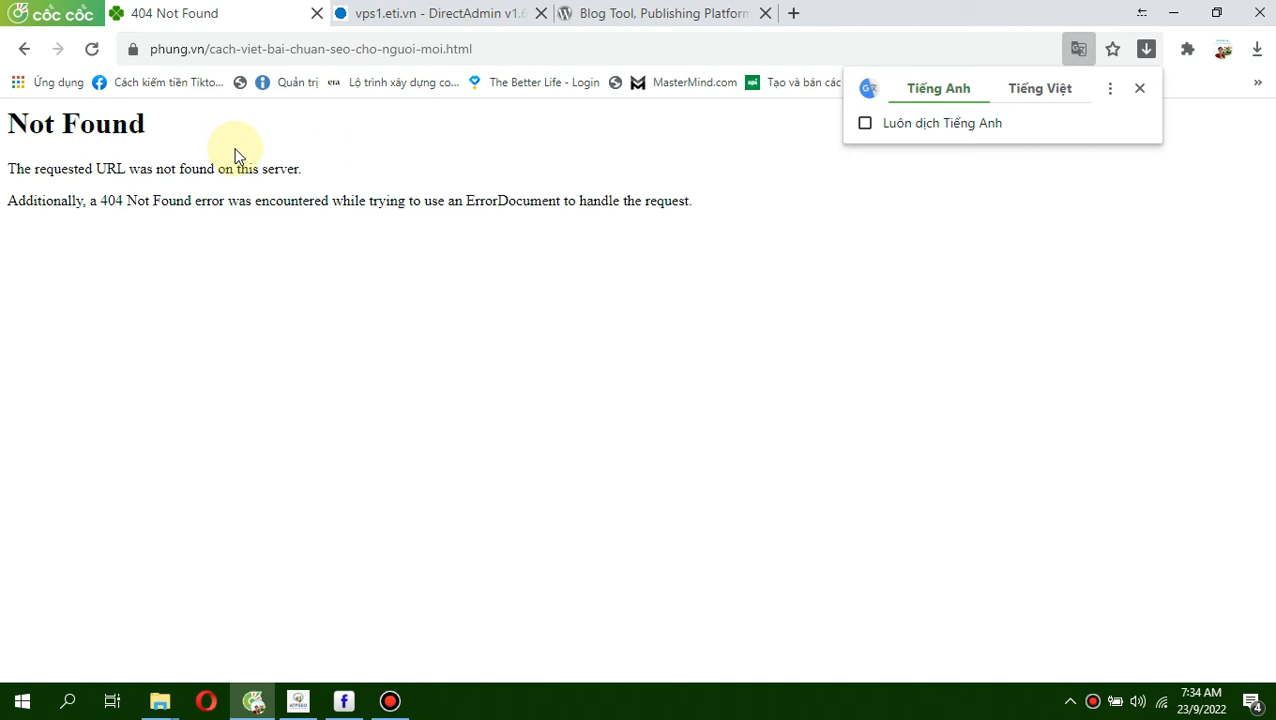 cốc cốc
404 Not Found
vps1.eti.vn - DirectAdmin v1.6
Blog Tool, Publishing Platform
phung.vn/cach-viet-bai-chuan-seo-cho-nguoi-moi.html
Ứng dụng
Cách kiếm tiền Tikto...
Quản trị
eta
Lộ trình xây dựng co...
The Better Life - Login
MasterMind.com
Tạo và bán các
»
Tiếng Anh
Tiếng Việt
Luôn dịch Tiếng Anh
Not Found
The requested URL was not found on this server.
Additionally, a 404 Not Found error was encountered while trying to use an ErrorDocument to handle the request.
7:34 AM
23/9/2022
4